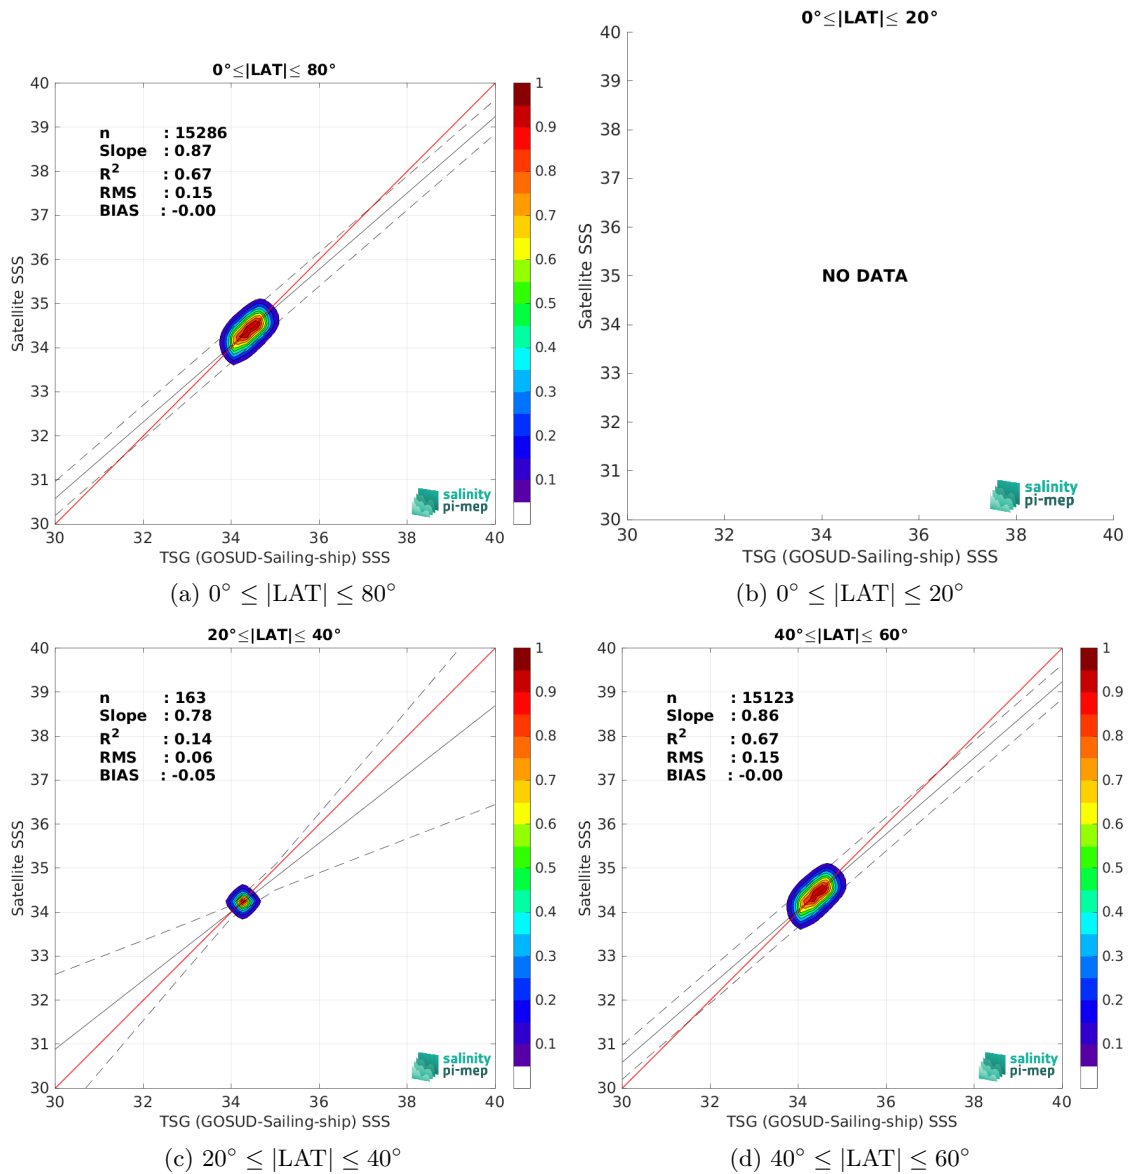 0°≤|LAT|≤ 80°
40
39
38
37
36
35
34
33
32
31
30
Satellite SSS
n : 15286
Slope : 0.87
R2 : 0.67
RMS : 0.15
BIAS : -0.00
salinity
pi-mep
30 32 34 36 38 40
TSG (GOSUD-Sailing-ship) SSS
1
0.9
0.8
0.7
0.6
0.5
0.4
0.3
0.2
0.1
(a) 0° ≤ |LAT| ≤ 80°
0°≤|LAT|≤ 20°
40
39
38
37
36
35
34
33
32
31
30
Satellite SSS
NO DATA
salinity
pi-mep
30 32 34 36 38 40
TSG (GOSUD-Sailing-ship) SSS
(b) 0° ≤ |LAT| ≤ 20°
20°≤|LAT|≤ 40°
40
39
38
37
36
35
34
33
32
31
30
Satellite SSS
n : 163
Slope : 0.78
R2 : 0.14
RMS : 0.06
BIAS : -0.05
salinity
pi-mep
30 32 34 36 38 40
TSG (GOSUD-Sailing-ship) SSS
1
0.9
0.8
0.7
0.6
0.5
0.4
0.3
0.2
0.1
(c) 20° ≤ |LAT| ≤ 40°
40°≤|LAT|≤ 60°
40
39
38
37
36
35
34
33
32
31
30
Satellite SSS
n : 15123
Slope : 0.86
R2 : 0.67
RMS : 0.15
BIAS : -0.00
salinity
pi-mep
30 32 34 36 38 40
TSG (GOSUD-Sailing-ship) SSS
1
0.9
0.8
0.7
0.6
0.5
0.4
0.3
0.2
0.1
(d) 40° ≤ |LAT| ≤ 60°